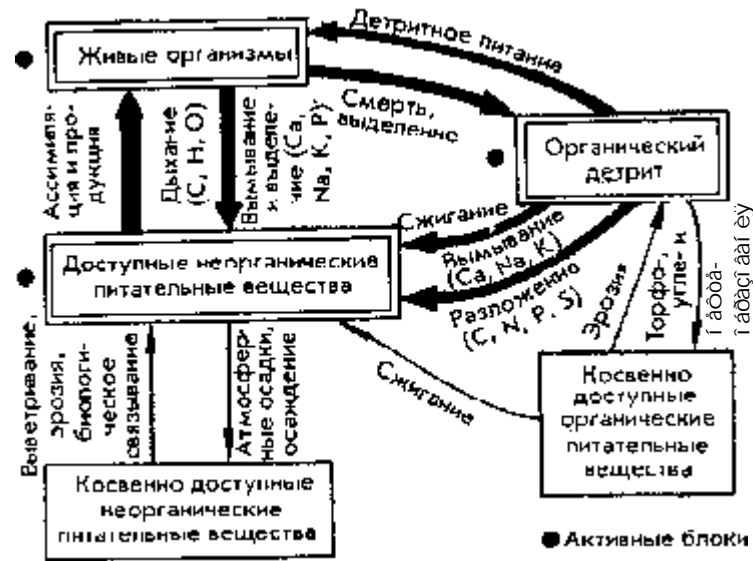 Живые организмы
Детритное питание
Смерть,
выделение
Ассимиля-
ция и про-
дукция
Дыхание
(C, H, O)
Вымывание
и выделе-
ние (Ca,
Na, K, P)
Органический
детрит
Сжигание
Вымывание
(Ca, Na, K)
Разложение
(C, N, P, S)
Доступные неорганические
питательные вещества
Эрозия
Торфо-,
угле- и
Сжигание
Выветривание,
эрозия,
биологи-
ческое
связывание
Атмосфер-
ные осадки,
осаждение
Косвенно
доступные
органические
питательные
вещества
Косвенно доступные
неорганические
питательные вещества
Активные блоки